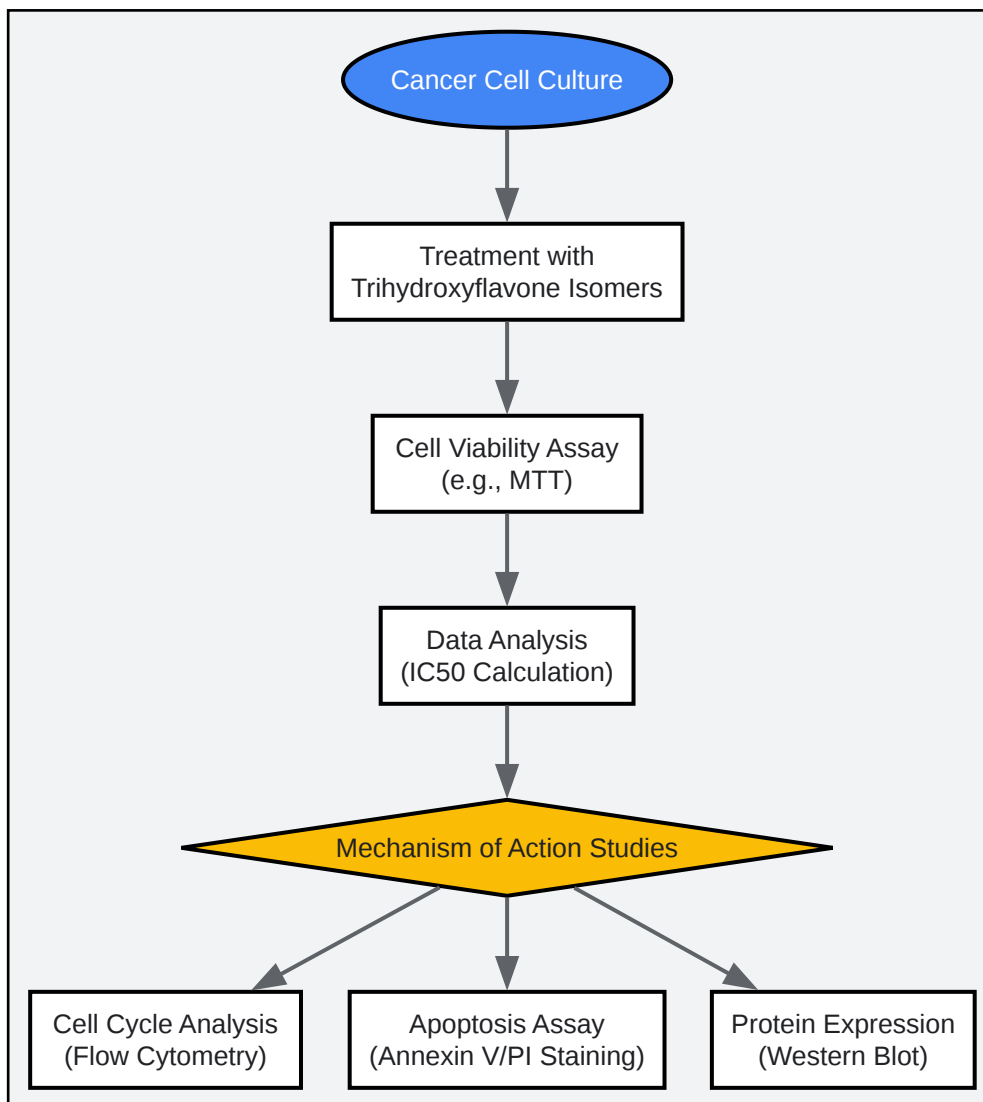 Cancer Cell Culture
Treatment with
Trihydroxyflavone Isomers
Cell Viability Assay
(e.g., MTT)
Data Analysis
(IC50 Calculation)
Mechanism of Action Studies
Cell Cycle Analysis
(Flow Cytometry)
Apoptosis Assay
(Annexin V/PI Staining)
Protein Expression
(Western Blot)